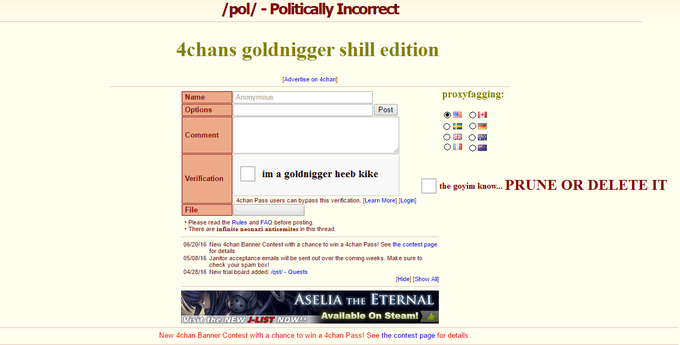 /pol/ - Politically Incorrect
4chans goldnigger shill edition
[Advertise on 4chan]
Name Anonymous
Options Post
Comment
Verification im a goldnigger heeb kike
4chan Pass users can bypass this verification. [Learn More] [Login]
File
• Please read the Rules and FAQ before posting.
• There are infinite neonazi antisemites in this thread.
proxyfagging:
the goyim know... PRUNE OR DELETE IT
06/20/16 New 4chan Banner Contest with a chance to win a 4chan Pass! See the contest page
for details.
05/08/16 Janitor acceptance emails will be sent out over the coming weeks. Make sure to
check your spam box!
04/28/16 New trial board added: /qst/ - Quests
[Hide] [Show All]
ASELIA THE ETERNAL
Visit the NEW J-LIST NOW!! Available On Steam!
New 4chan Banner Contest with a chance to win a 4chan Pass! See the contest page for details.